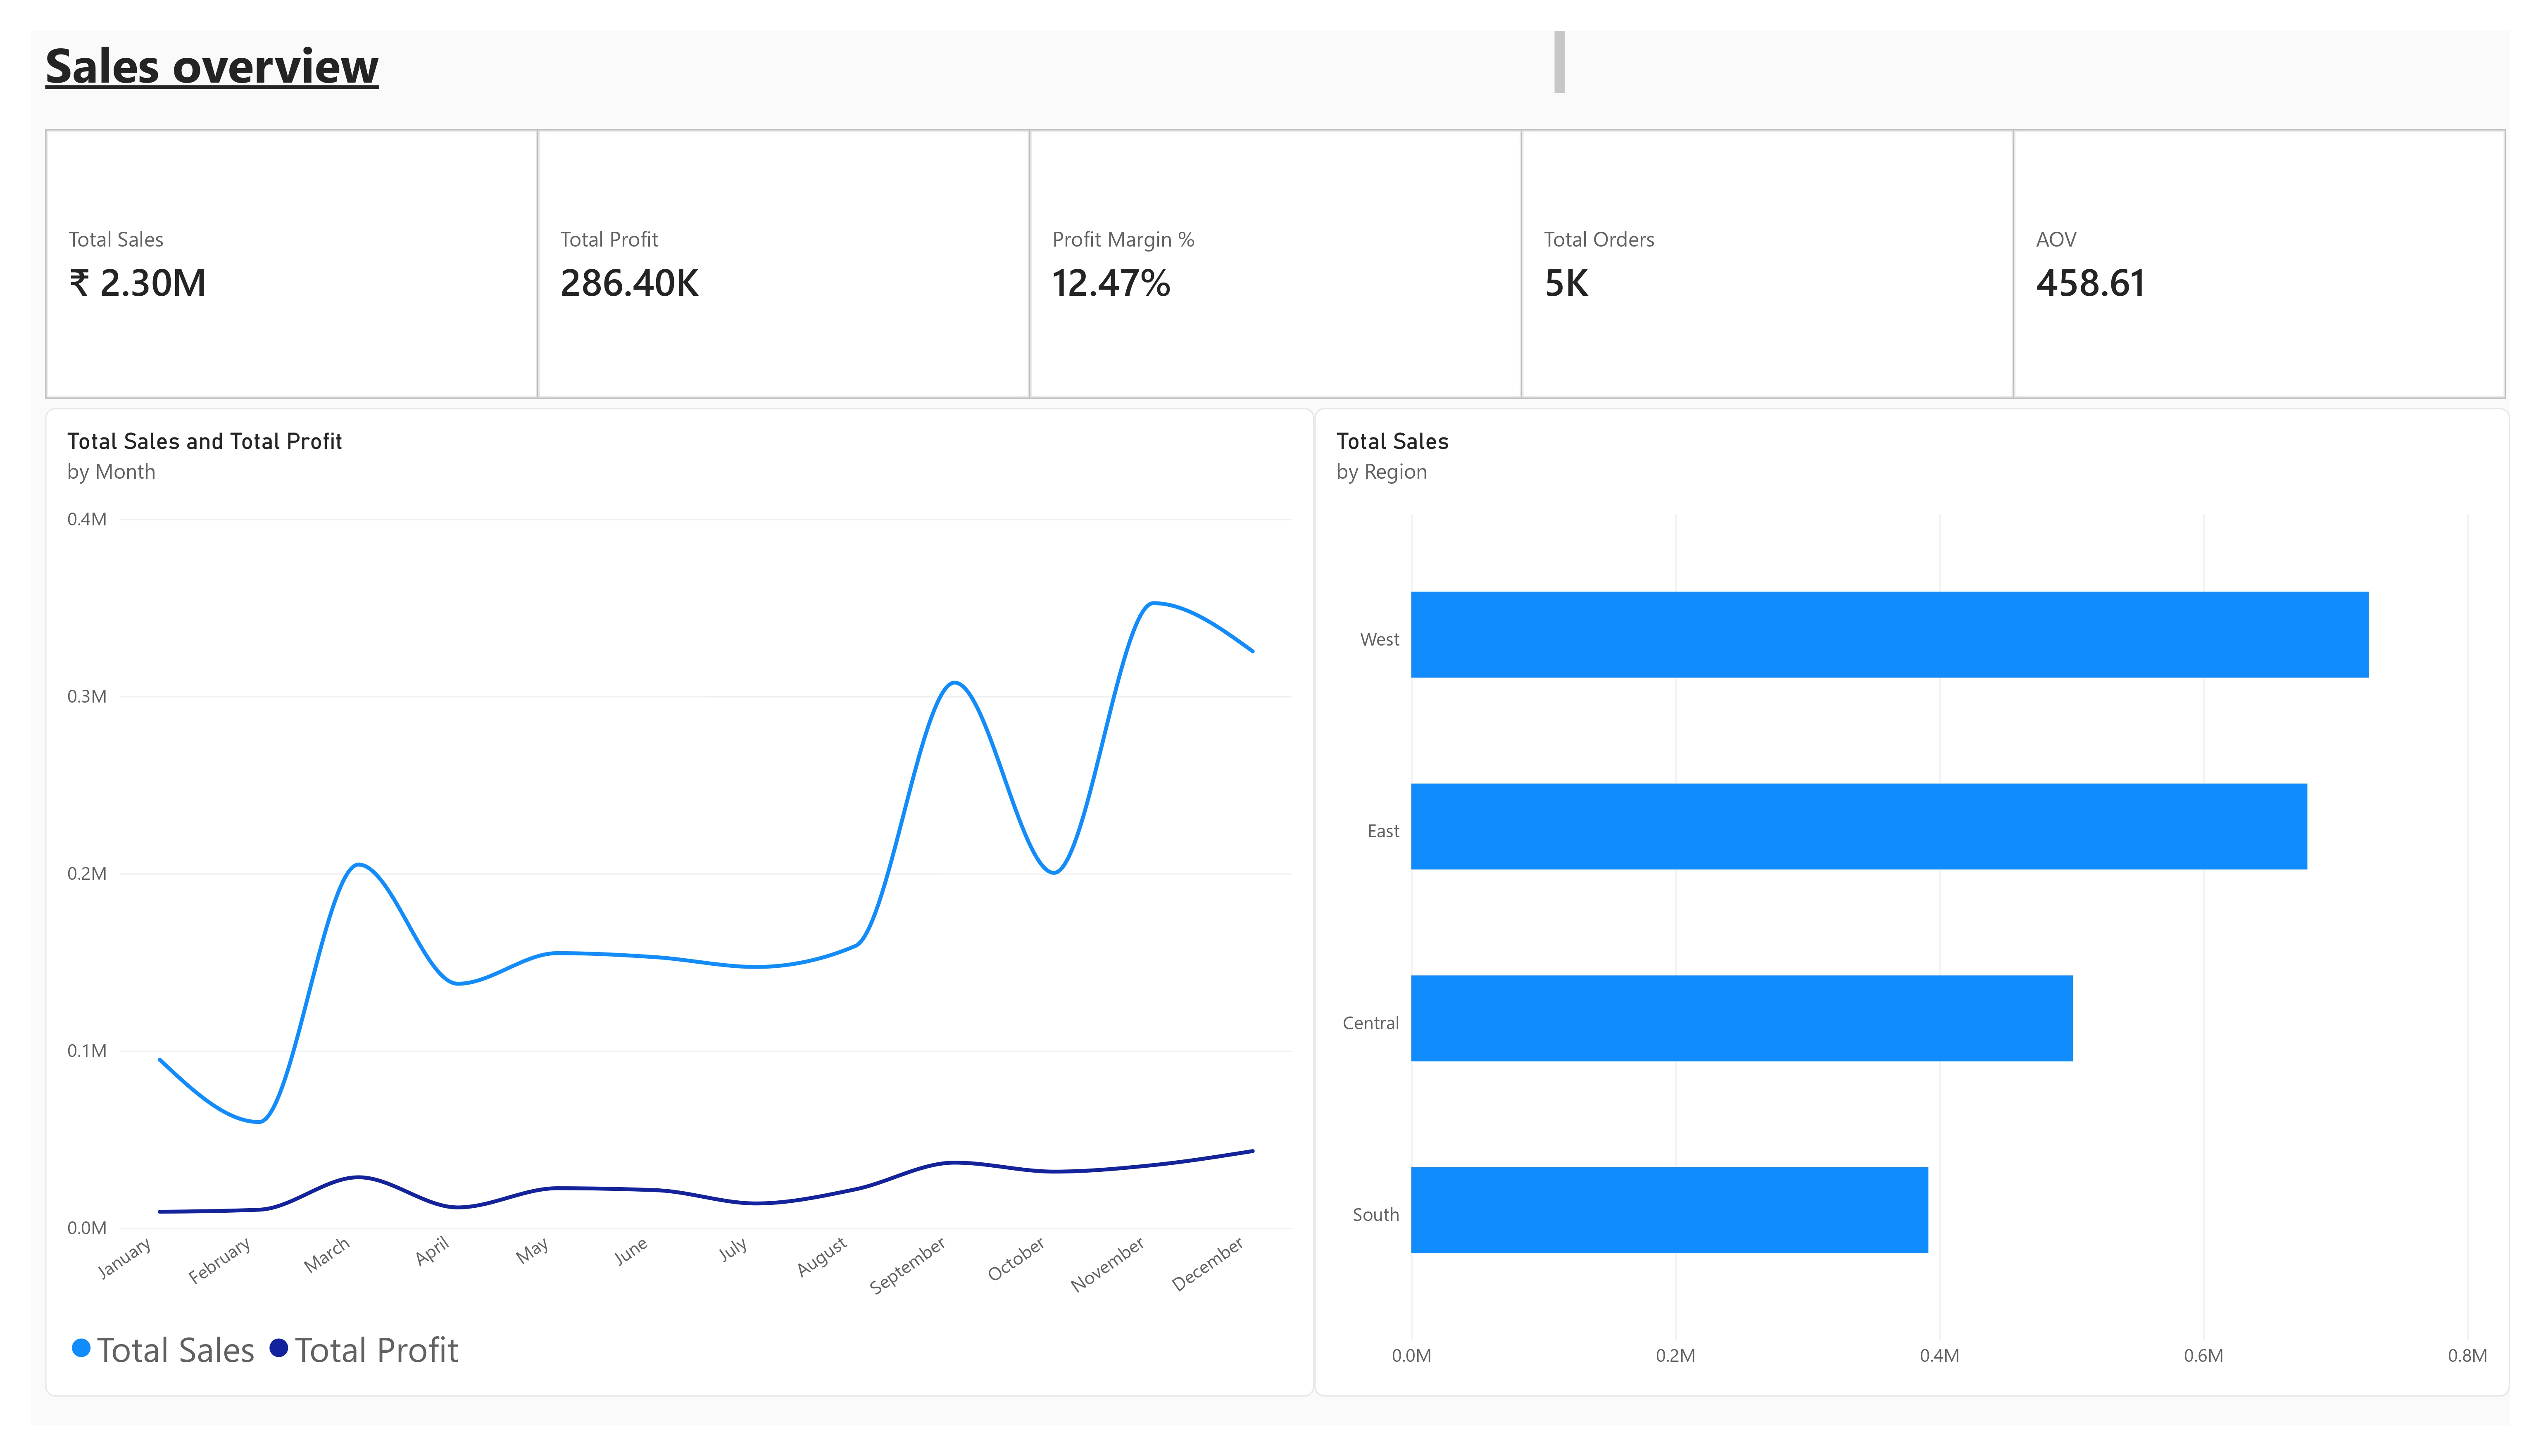 Sales overview
Total Sales
₹ 2.30M
Total Profit
286.40K
Profit Margin %
12.47%
Total Orders
5K
AOV
458.61
Total Sales and Total Profit
by Month
0.4M
0.3M
0.2M
0.1M
0.0M
January
February
March
April
May
June
July
August
September
October
November
December
Total Sales
Total Profit
Total Sales
by Region
West
East
Central
South
0.0M
0.2M
0.4M
0.6M
0.8M